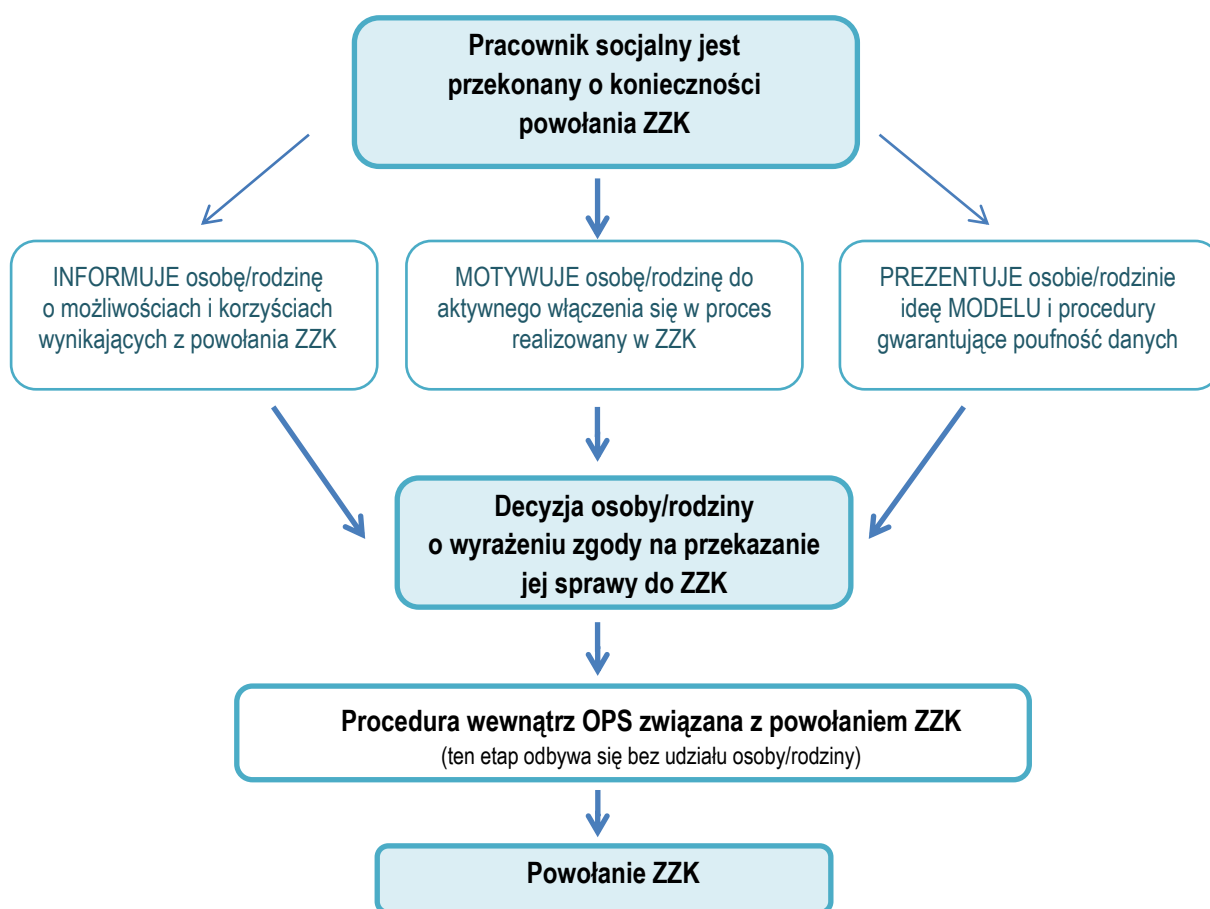 Pracownik socjalny jest
przekonany o konieczności
powołania ZZK
INFORMUJE osobę/rodzinę
o możliwościach i korzyściach
wynikających z powołania ZZK
MOTYWUJE osobę/rodzinę do
aktywnego włączenia się w proces
realizowany w ZZK
PREZENTUJE osobie/rodzinie
ideę MODELU i procedury
gwarantujące poufność danych
Decyzja osoby/rodziny
o wyrażeniu zgody na przekazanie
jej sprawy do ZZK
Procedura wewnątrz OPS związana z powołaniem ZZK
(ten etap odbywa się bez udziału osoby/rodziny)
Powołanie ZZK